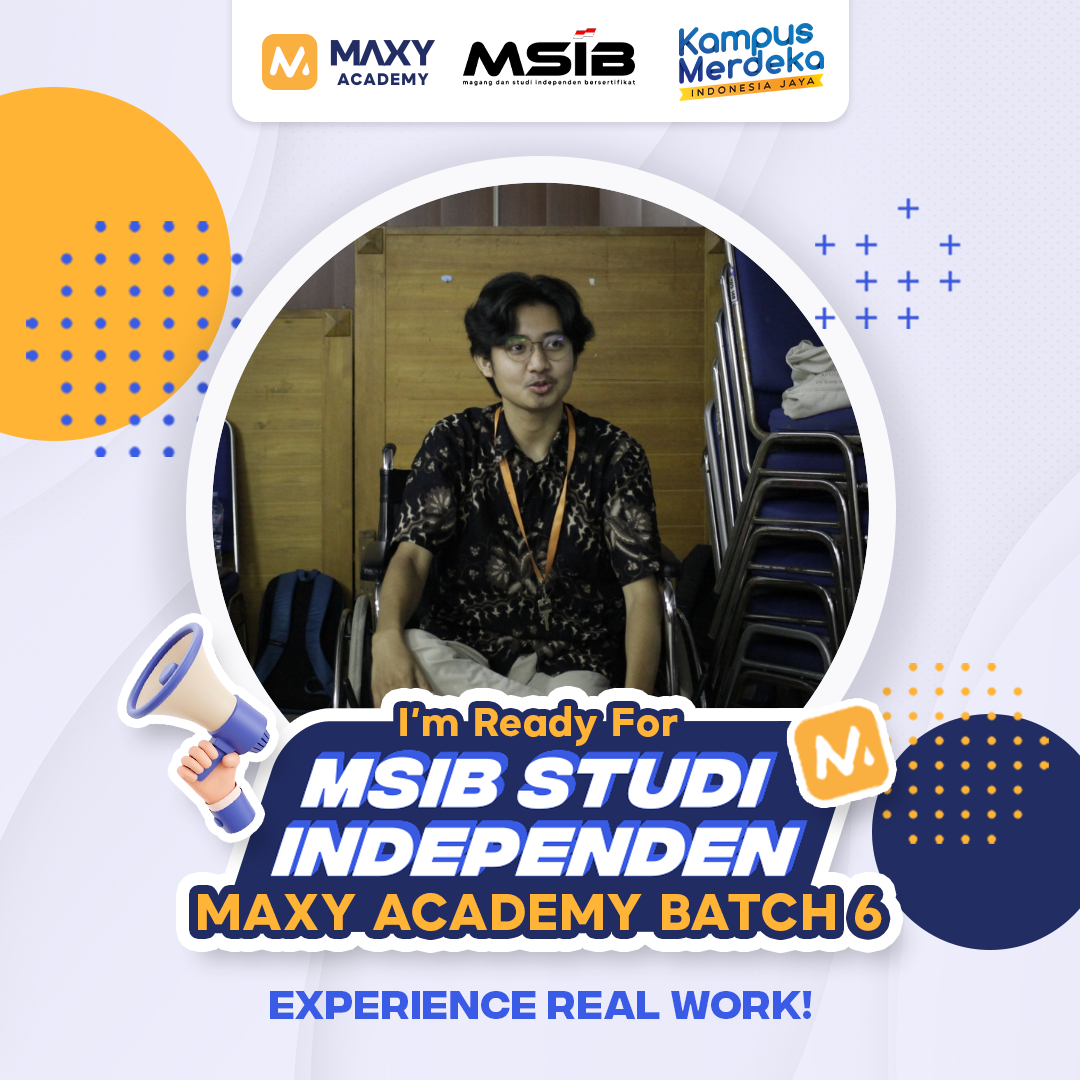 MAXY
ACADEMY
MSIB
magang dan studi independen bersertifikat
Kampus
Merdeka
INDONESIA JAYA
I'm Ready For
MSIB STUDI
INDEPENDEN
MAXY ACADEMY BATCH 6
EXPERIENCE REAL WORK!